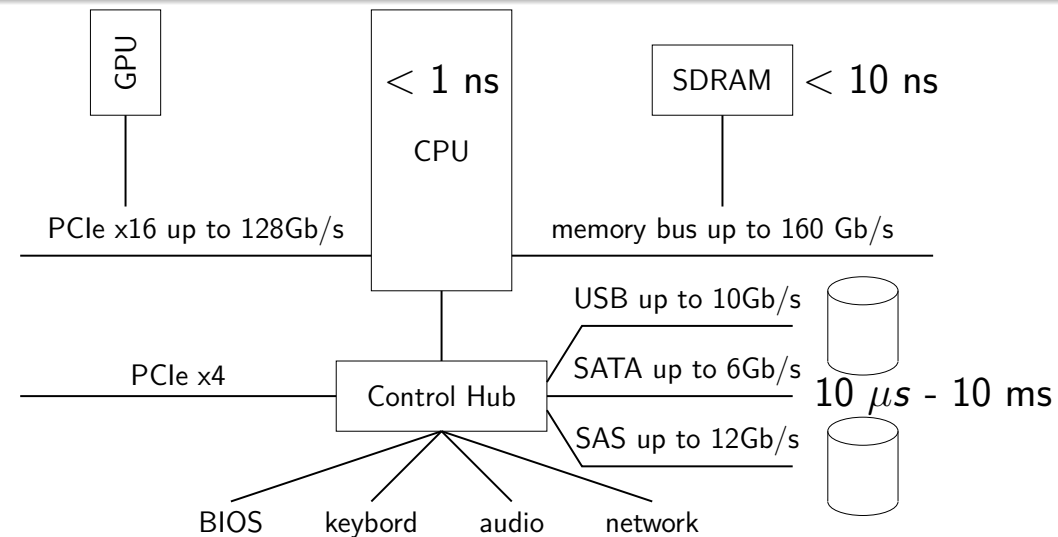 GPU
< 1 ns
CPU
SDRAM
< 10 ns
PCIe x16 up to 128Gb/s
memory bus up to 160 Gb/s
USB up to 10Gb/s
PCIe x4
Control Hub
SATA up to 6Gb/s
10 μs - 10 ms
SAS up to 12Gb/s
BIOS
keybord
audio
network